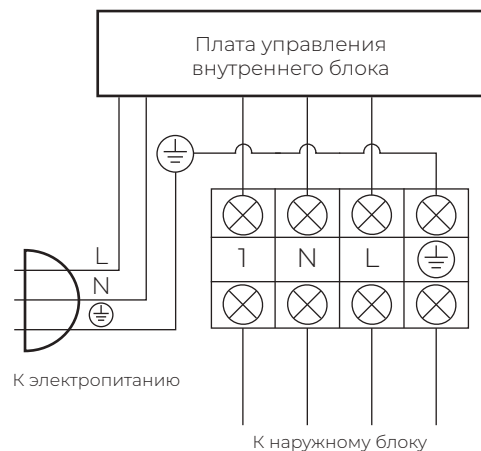 Плата управления
внутреннего блока
1 N L
L
N
К электропитанию
К наружному блоку